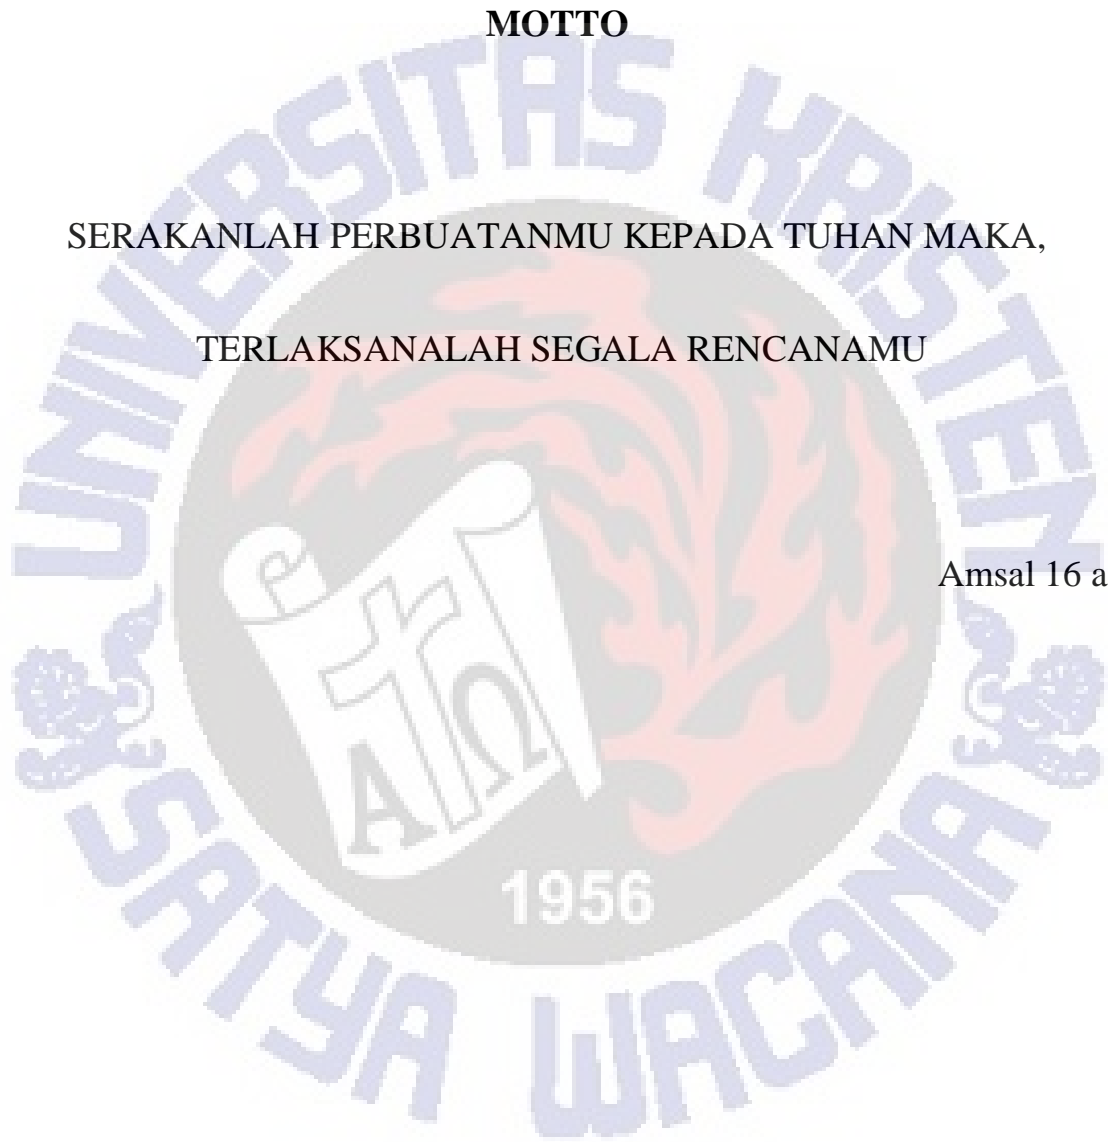 MOTTO
SERAKANLAH PERBUATANMU KEPADA TUHAN MAKA,
TERLAKSANALAH SEGALA RENCANAMU
Amsal 16 a
UNIVERSITAS KRISTEN
SATYA WACANA
Α Ω
1956